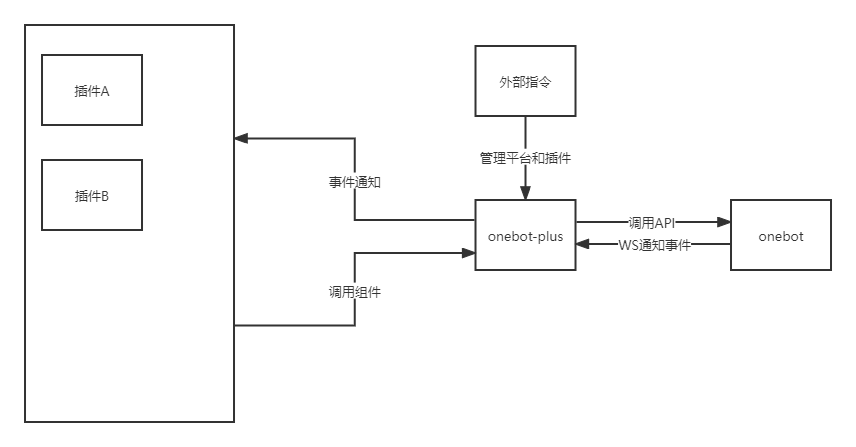 插件A
插件B
事件通知
调用组件
外部指令
管理平台和插件
onebot-plus
调用API
WS通知事件
onebot